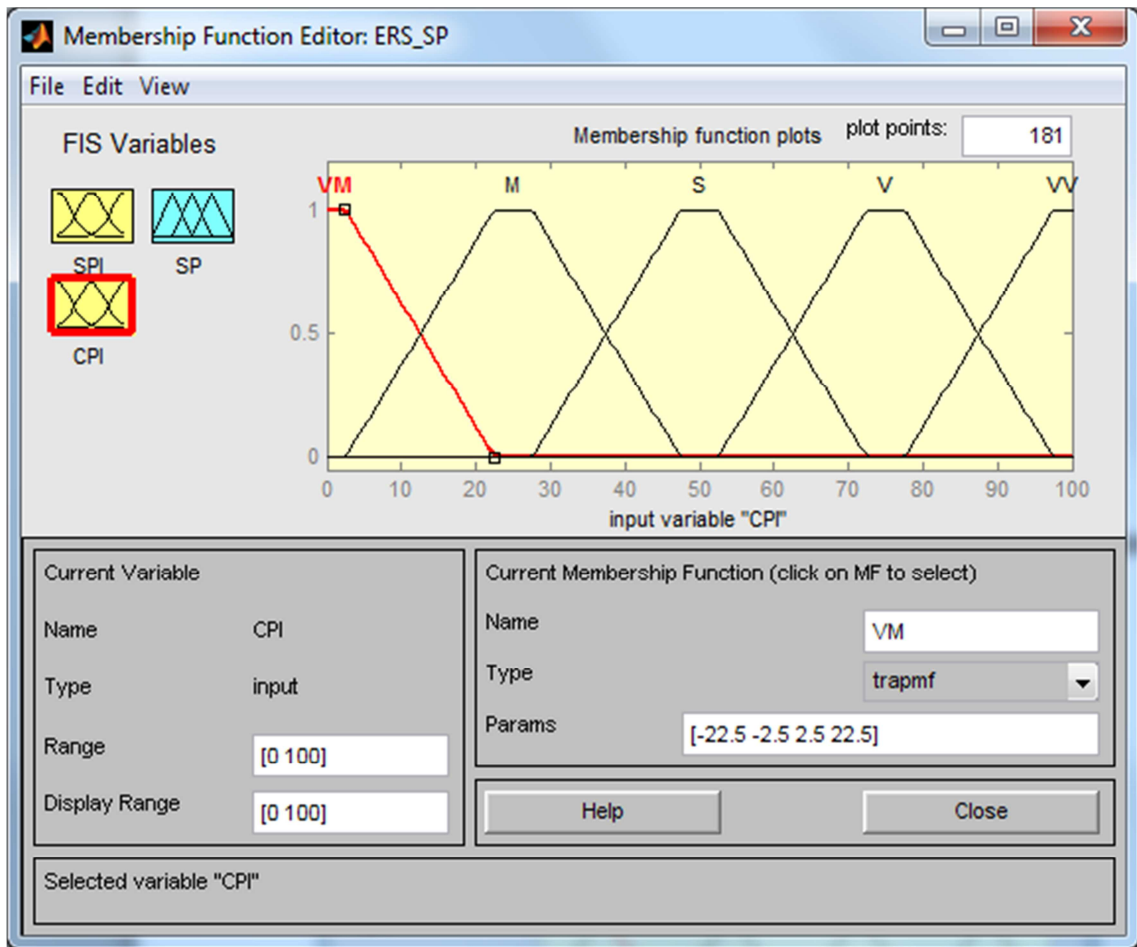 Membership Function Editor: ERS_SP
File Edit View
FIS Variables
Membership function plots plot points: 181
SPI SP
CPI
VM M S V VV
1
0.5
0
0 10 20 30 40 50 60 70 80 90 100
input variable "CPI"
Current Variable
Name CPI
Type input
Range [0 100]
Display Range [0 100]
Current Membership Function (click on MF to select)
Name VM
Type trapmf
Params [-22.5 -2.5 2.5 22.5]
Help Close
Selected variable "CPI"